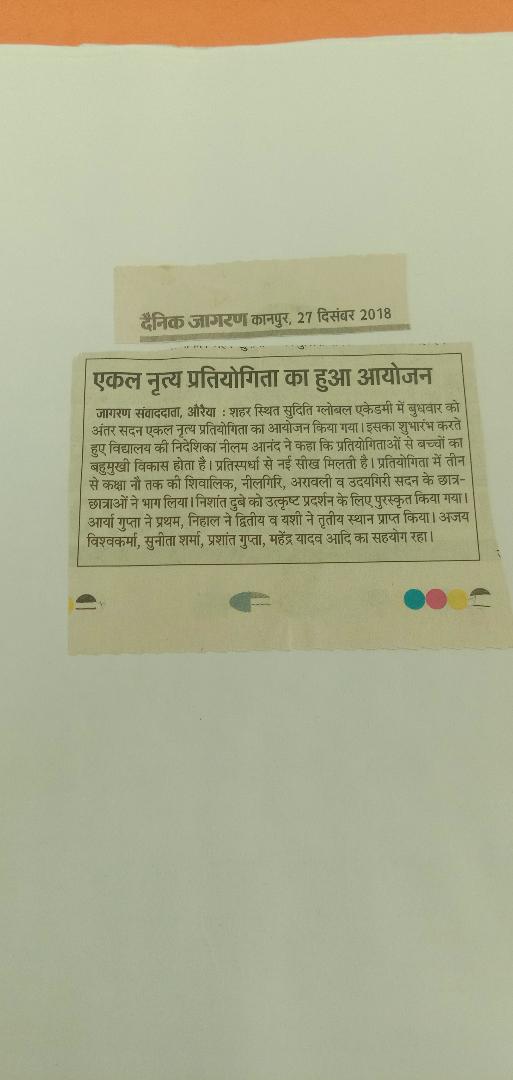 दैनिक जागरण कानपुर, 27 दिसंबर 2018
एकल नृत्य प्रतियोगिता का हुआ आयोजन
जागरण संवाददाता, औरैया : शहर स्थित सुदिति ग्लोबल एकेडमी में बुधवार को
अंतर सदन एकल नृत्य प्रतियोगिता का आयोजन किया गया। इसका शुभारंभ करते
हुए विद्यालय की निदेशिका नीलम आनंद ने कहा कि प्रतियोगिताओं से बच्चों का
बहुमुखी विकास होता है। प्रतिस्पर्धा से नई सीख मिलती है। प्रतियोगिता में तीन
से कक्षा नौ तक की शिवालिक, नीलगिरि, अरावली व उदयगिरी सदन के छात्र-
छात्राओं ने भाग लिया। निशांत दुबे को उत्कृष्ट प्रदर्शन के लिए पुरस्कृत किया गया।
आर्या गुप्ता ने प्रथम, निहाल ने द्वितीय व यशी ने तृतीय स्थान प्राप्त किया। अजय
विश्वकर्मा, सुनीता शर्मा, प्रशांत गुप्ता, महेंद्र यादव आदि का सहयोग रहा।